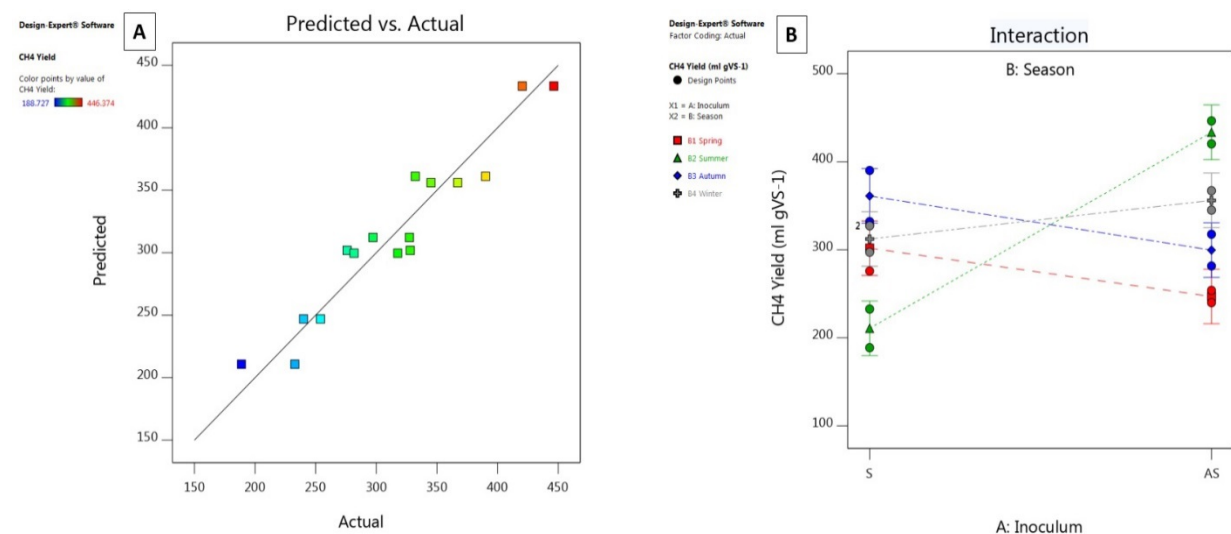 Design-Expert® Software
CH4 Yield
Color points by value of
CH4 Yield:
188.727 446.374
A
Predicted vs. Actual
Predicted
450
400
350
300
250
200
150
150 200 250 300 350 400 450
Actual
Design-Expert® Software
Factor Coding: Actual
CH4 Yield (ml gVS-1)
Design Points
X1 = A: Inoculum
X2 = B: Season
B1 Spring
B2 Summer
B3 Autumn
B4 Winter
B
Interaction
B: Season
CH4 Yield (ml gVS-1)
500
400
300
200
100
2
S AS
A: Inoculum